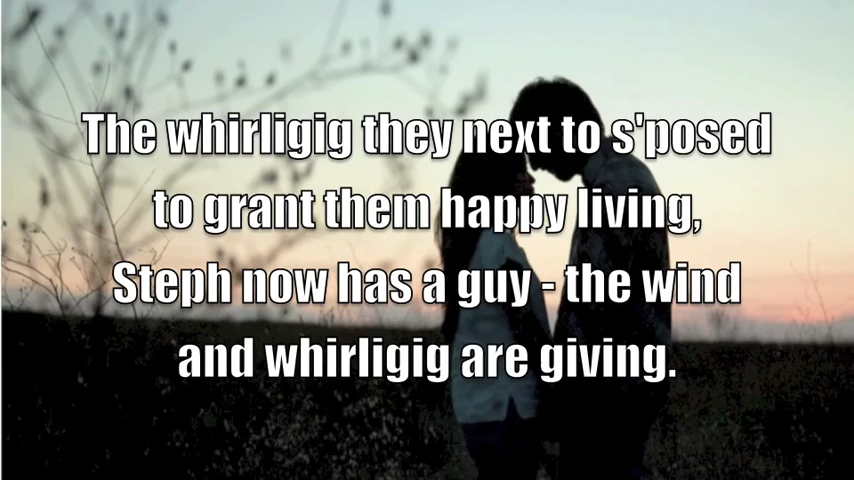 The whirligig they next to s'posed
to grant them happy living,
Steph now has a guy - the wind
and whirligig are giving.